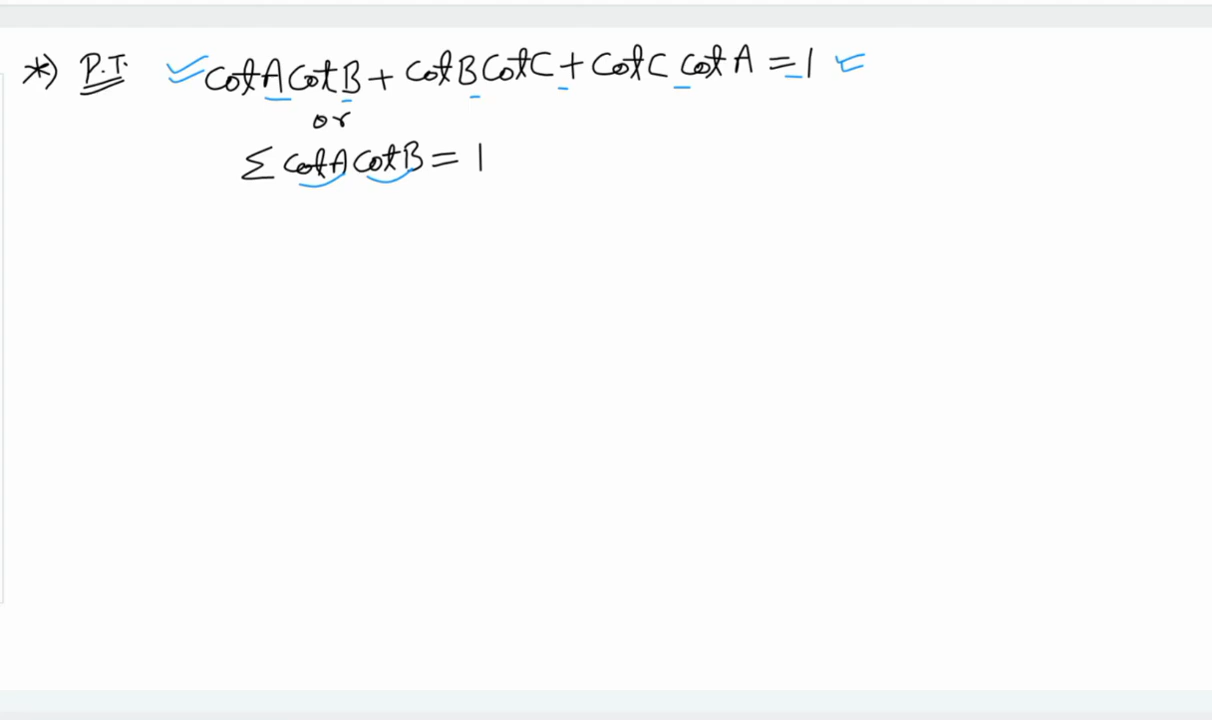 *) P.T. CotA CotB + CotB CotC + CotC CotA = 1
or
Σ CotA CotB = 1